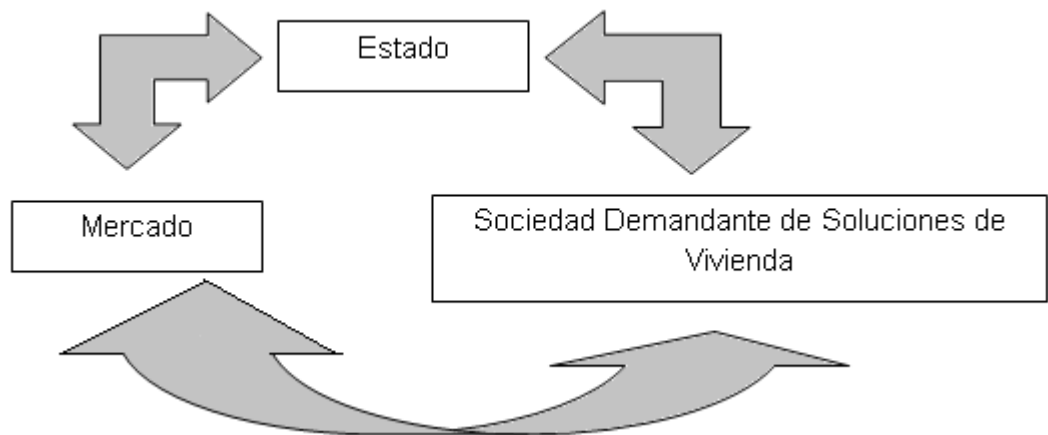 Estado
Mercado
Sociedad Demandante de Soluciones de
Vivienda